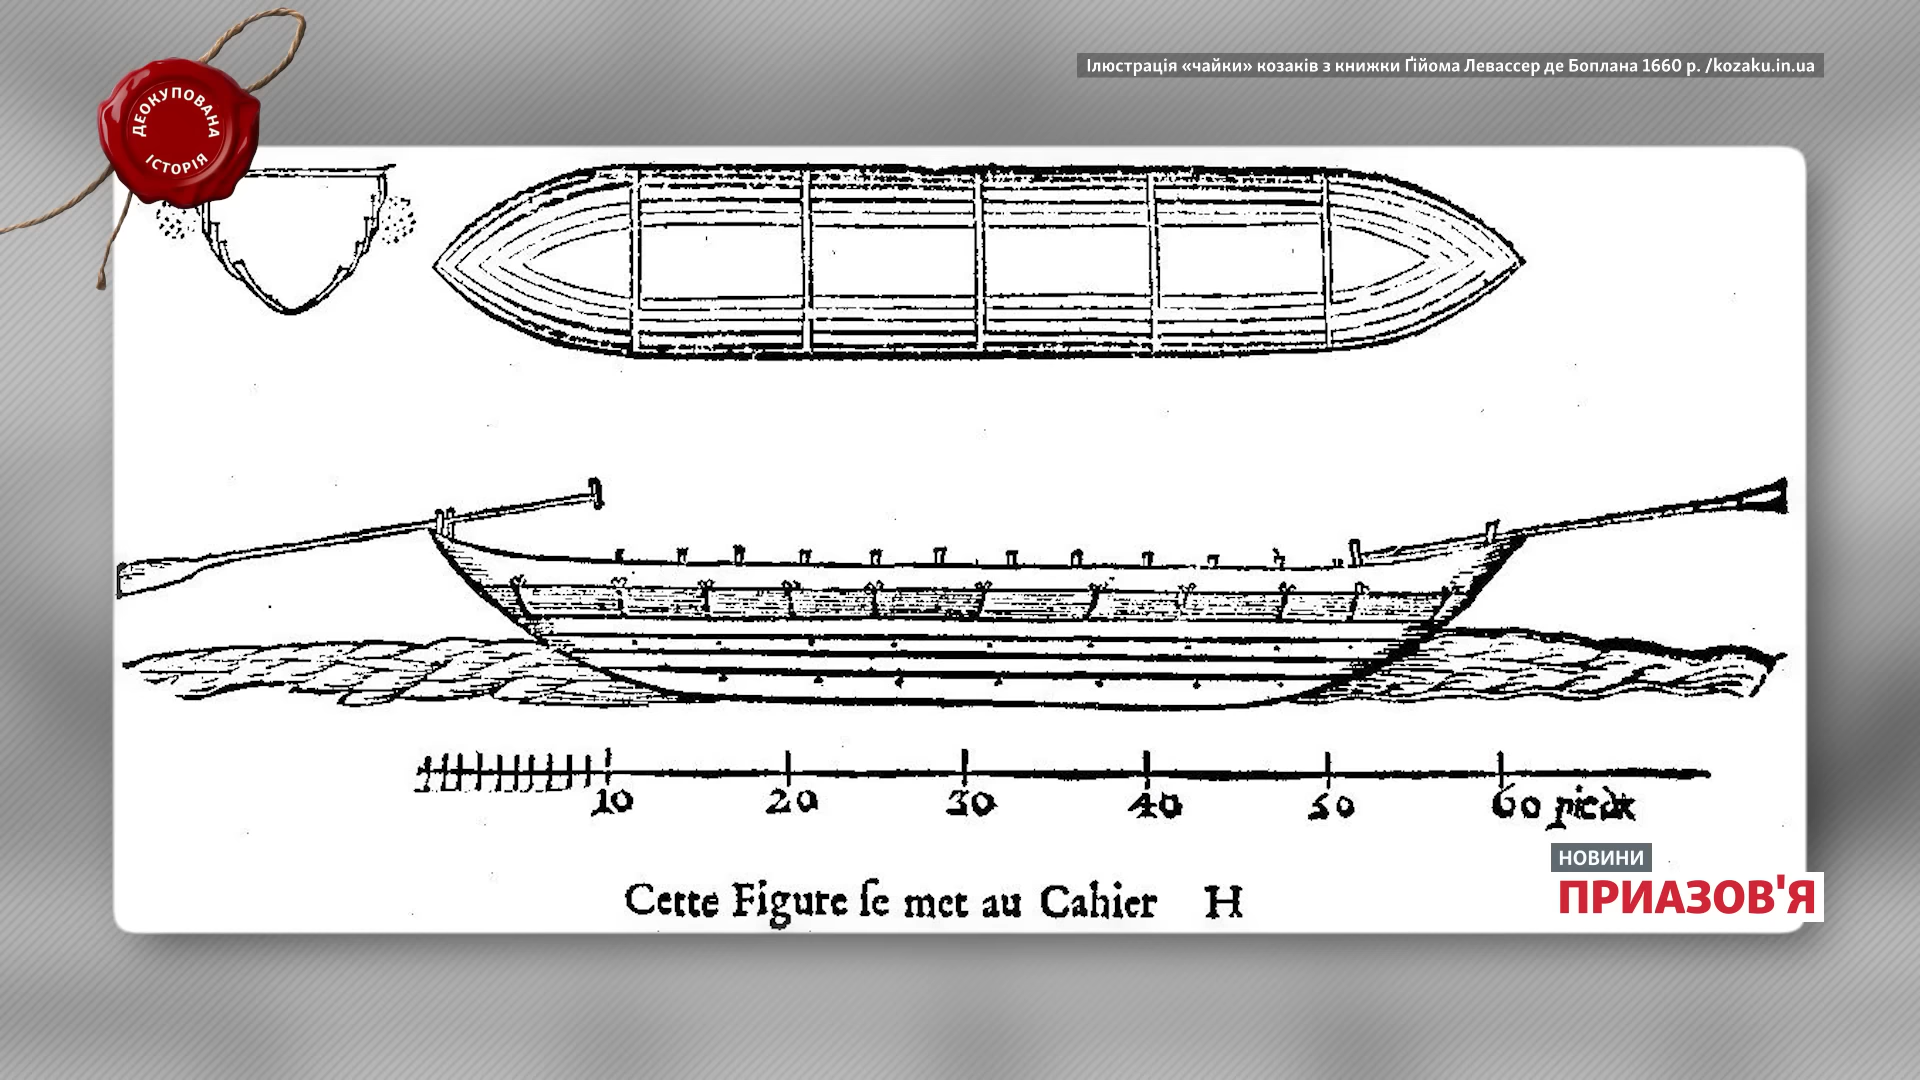 Ілюстрація «чайки» козаків з книжки Ґійома Левассер де Боплана 1660 р. /kozaku.in.ua
ДЕОКУПОВАНА
ІСТОРІЯ
10 20 30 40 50 60 piedz
Cette Figure ſe met au Cahier H
НОВИНИ
ПРИАЗОВ'Я